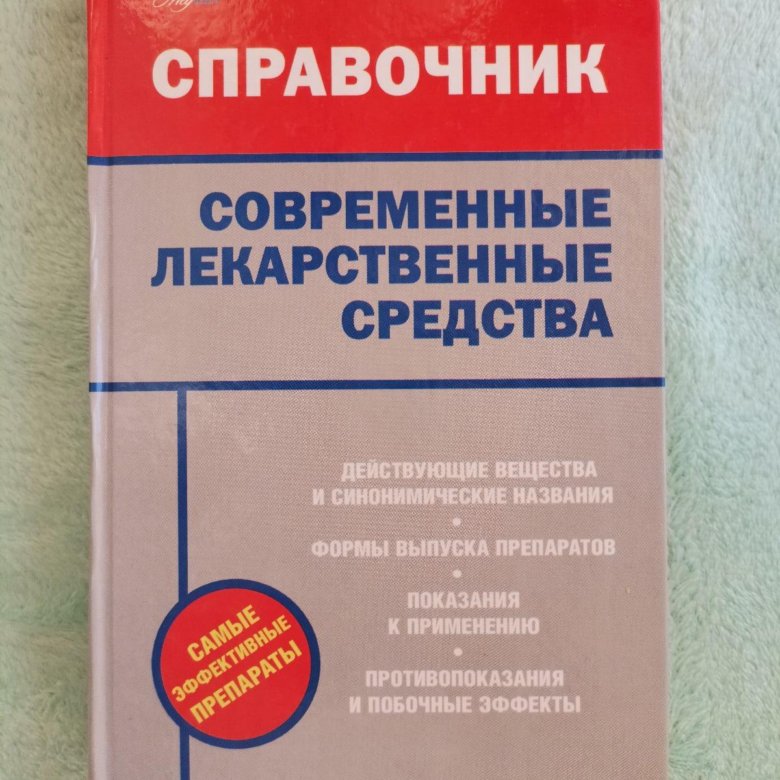 СПРАВОЧНИК
СОВРЕМЕННЫЕ
ЛЕКАРСТВЕННЫЕ
СРЕДСТВА
ДЕЙСТВУЮЩИЕ ВЕЩЕСТВА
И СИНОНИМИЧЕСКИЕ НАЗВАНИЯ
•
ФОРМЫ ВЫПУСКА ПРЕПАРАТОВ
•
ПОКАЗАНИЯ
К ПРИМЕНЕНИЮ
•
ПРОТИВОПОКАЗАНИЯ
И ПОБОЧНЫЕ ЭФФЕКТЫ
САМЫЕ
ЭФФЕКТИВНЫЕ
ПРЕПАРАТЫ